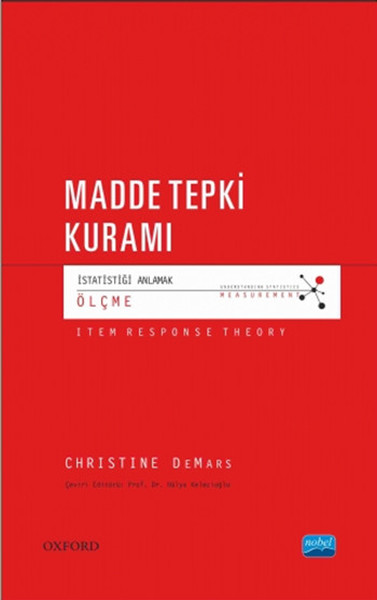 MADDE TEPKİ
KURAMI
İSTATİSTİĞİ ANLAMAK
UNDERSTANDING STATISTICS
MEASUREMENT
ÖLÇME
ITEM RESPONSE THEORY
CHRISTINE DeMARS
Çeviri Editörü: Prof. Dr. Hülya Kelecioğlu
OXFORD
nobel